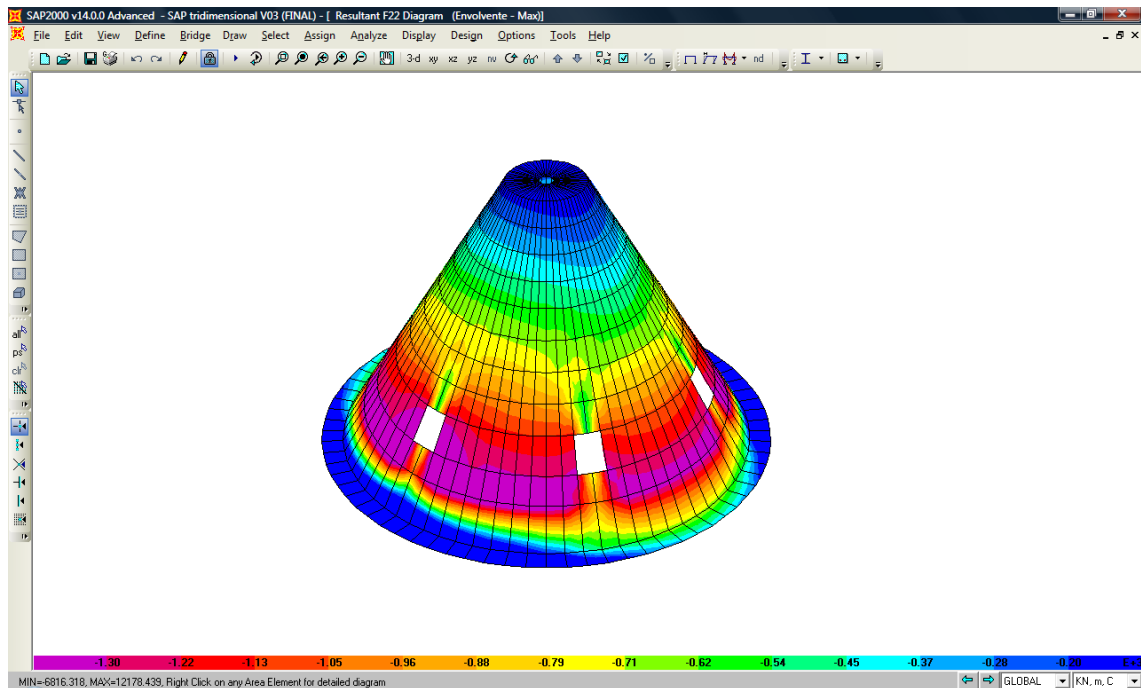 SAP2000 v14.0.0 Advanced - SAP tridimensional V03 (FINAL) - [ Resultant F22 Diagram (Envolvente - Max)]
File Edit View Define Bridge Draw Select Assign Analyze Display Design Options Tools Help
3-d xy xz yz nv nd
all
ps
clr
-1.30 -1.22 -1.13 -1.05 -0.96 -0.88 -0.79 -0.71 -0.62 -0.54 -0.45 -0.37 -0.28 -0.20
MIN=-6816.318, MAX=12178.439, Right Click on any Area Element for detailed diagram
GLOBAL KN, m, C